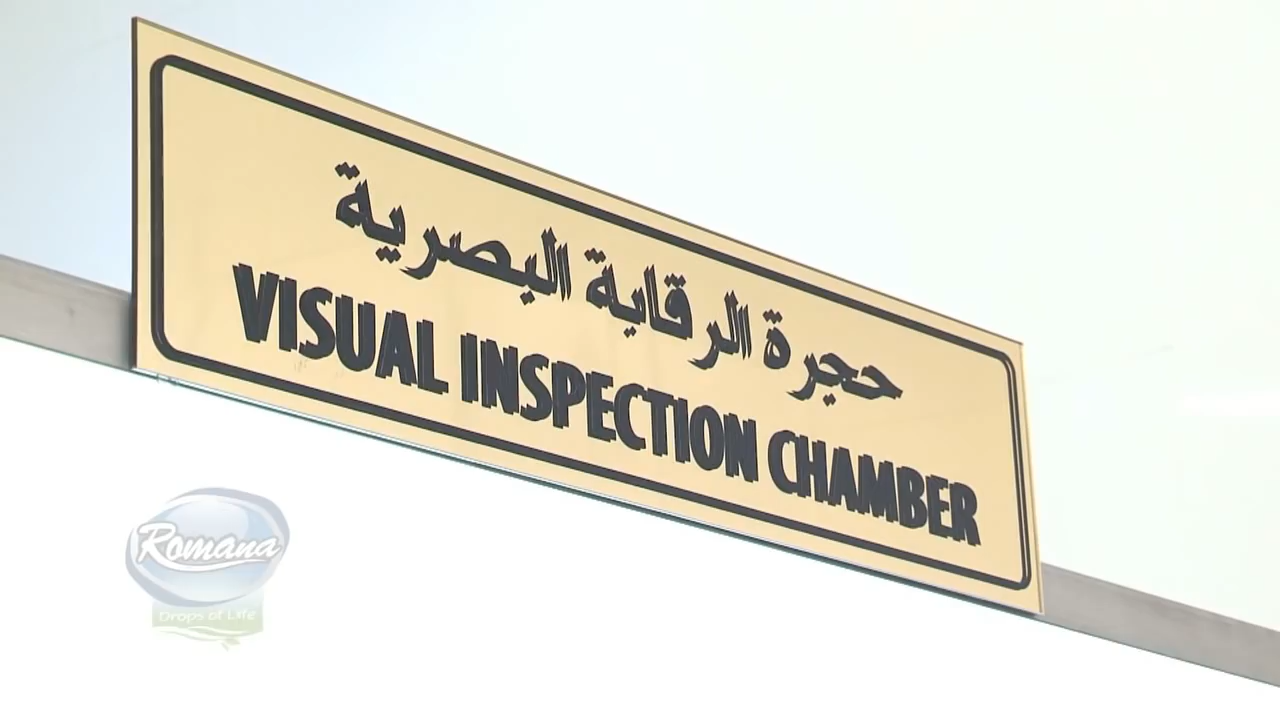 حجرة الرقابة البصرية
VISUAL INSPECTION CHAMBER
Romana
Drops of Life